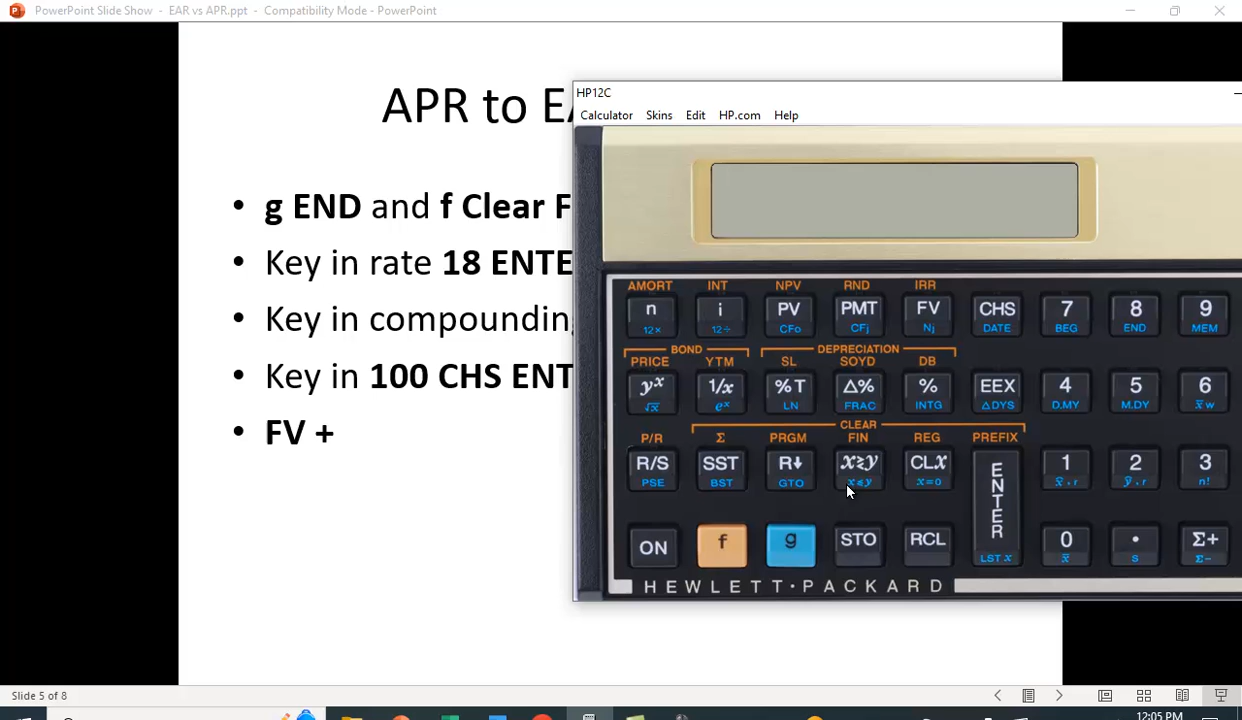 PowerPoint Slide Show - EAR vs APR.ppt - Compatibility Mode - PowerPoint
APR to EA
• g END and f Clear F
• Key in rate 18 ENTE
• Key in compounding
• Key in 100 CHS ENT
• FV +
HP12C
Calculator Skins Edit HP.com Help
AMORT INT NPV RND IRR
n i PV PMT FV CHS 7 8 9
12× 12÷ CFo CFj Nj DATE BEG END MEM
BOND DEPRECIATION
PRICE YTM SL SOYD DB
yˣ 1/x %T Δ% % EEX 4 5 6
√x eˣ LN FRAC INTG ΔDYS D.MY M.DY x̄w
CLEAR
P/R Σ PRGM FIN REG PREFIX
R/S SST R↓ x≷y CLx ENTER 1 2 3
PSE BST GTO x≤y x=0 x̂,r ŷ,r n!
ON f g STO RCL 0 • Σ+
LST x x̄ s Σ−
HEWLETT·PACKARD
Slide 5 of 8
12:05 PM